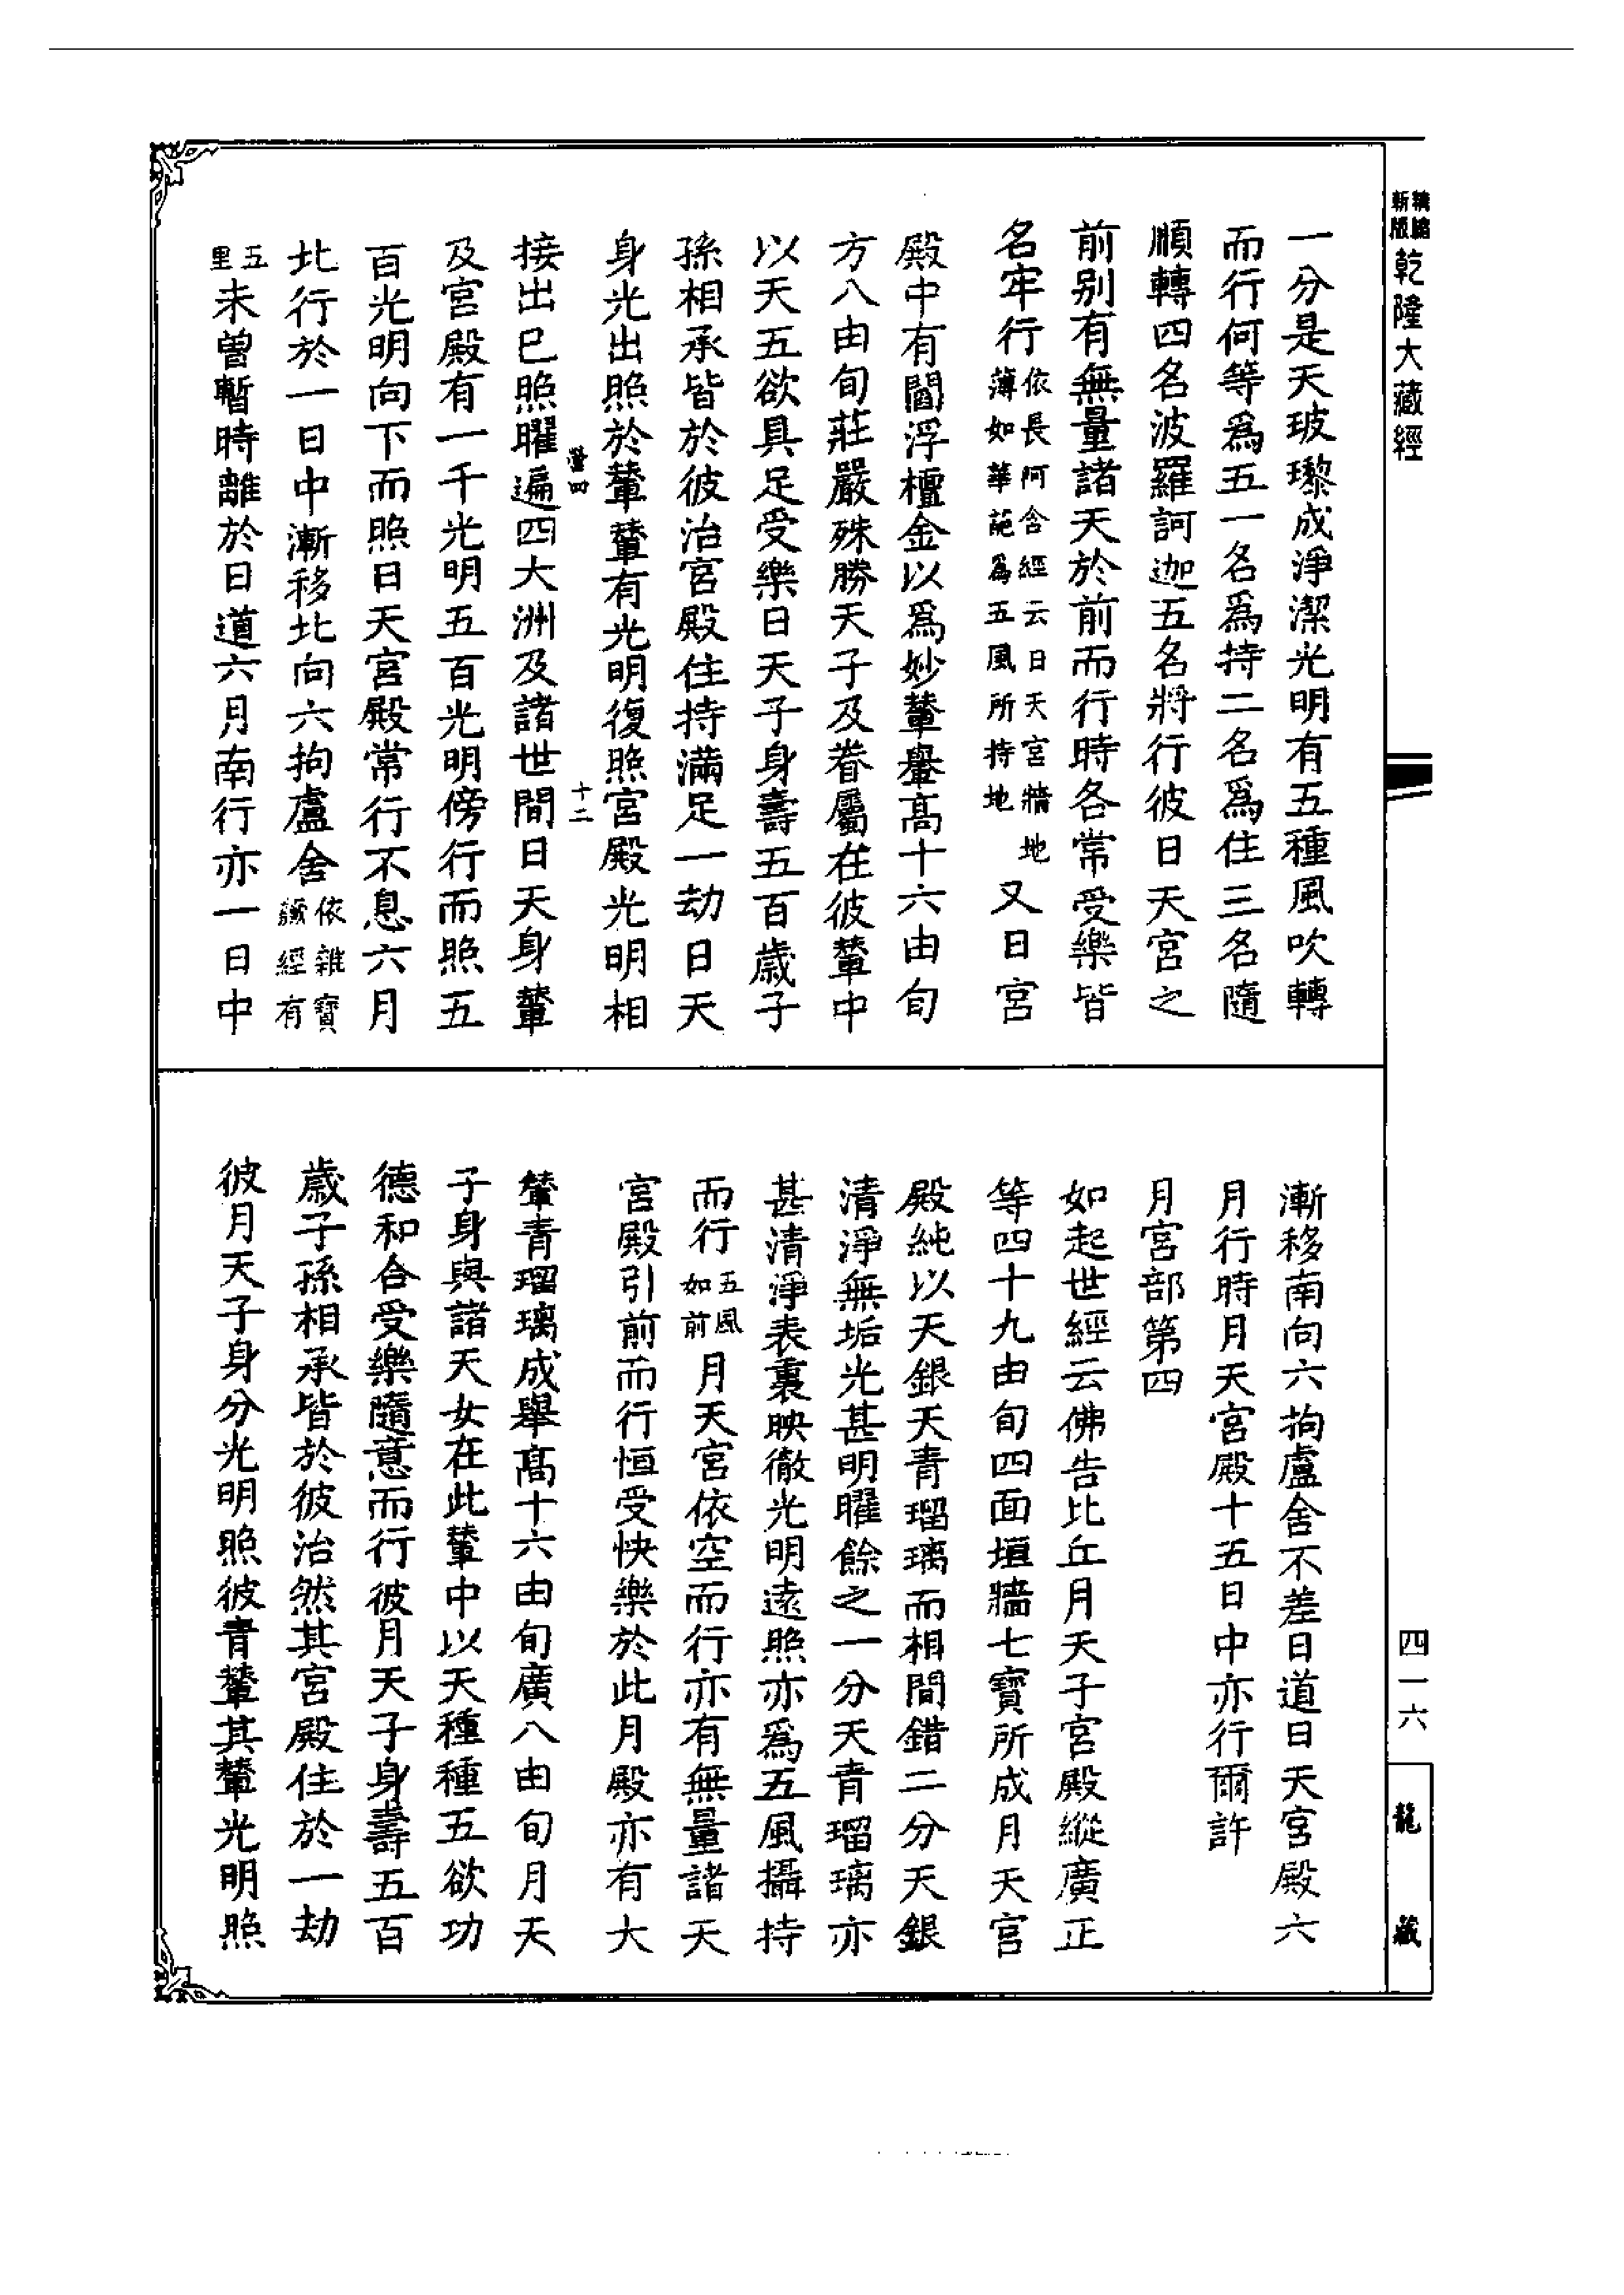 新版精縮
乾隆大藏經
一分是天玻瓈成淨潔光明有五種風吹轉
而行何等爲五一名爲持二名爲住三名隨
順轉四名波羅訶迦五名將行彼日天宮之
前别有無量諸天於前而行時各常受樂皆
名牢行依長阿含經云日天宮牆地薄如華葩爲五風所持地又日宮
殿中有閻浮檀金以爲妙輦轝高十六由旬
方八由旬莊嚴殊勝天子及眷屬在彼輦中
以天五欲具足受樂日天子身壽五百歲子
孫相承皆於彼治宮殿住持滿足一劫日天
身光出照於輦輦有光明復照宮殿光明相
十二
接出已照曜遍四大洲及諸世間日天身輦
及宮殿有一千光明五百光明傍行而照五
百光明向下而照日天宮殿常行不息六月
北行於一日中漸移北向六拘盧舍依雜寶藏經有
五里未曾暫時離於日道六月南行亦一日中
漸移南向六拘盧舍不差日道日天宮殿六
月行時月天宮殿十五日中亦行爾許
月宮部第四
如起世經云佛告比丘月天子宮殿縱廣正
等四十九由旬四面垣牆七寶所成月天宮
殿純以天銀天青瑠璃而相間錯二分天銀
清淨無垢光甚明曜餘之一分天青瑠璃亦
甚清淨表裏映徹光明遠照亦爲五風攝持
而行五風如前月天宮依空而行亦有無量諸天
宮殿引前而行恒受快樂於此月殿亦有大
輦青瑠璃成轝高十六由旬廣八由旬月天
子身與諸天女在此輦中以天種種五欲功
德和合受樂隨意而行彼月天子身壽五百
歲子孫相承皆於彼治然其宮殿住於一劫
彼月天子身分光明照彼青輦其輦光明照
四一六
龍藏